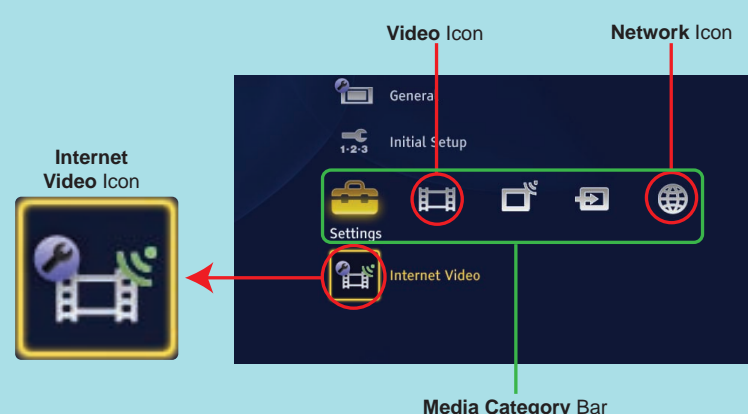 Video Icon
Network Icon
General
1-2-3
Initial Setup
Internet
Video Icon
Settings
Internet Video
Media Category Bar